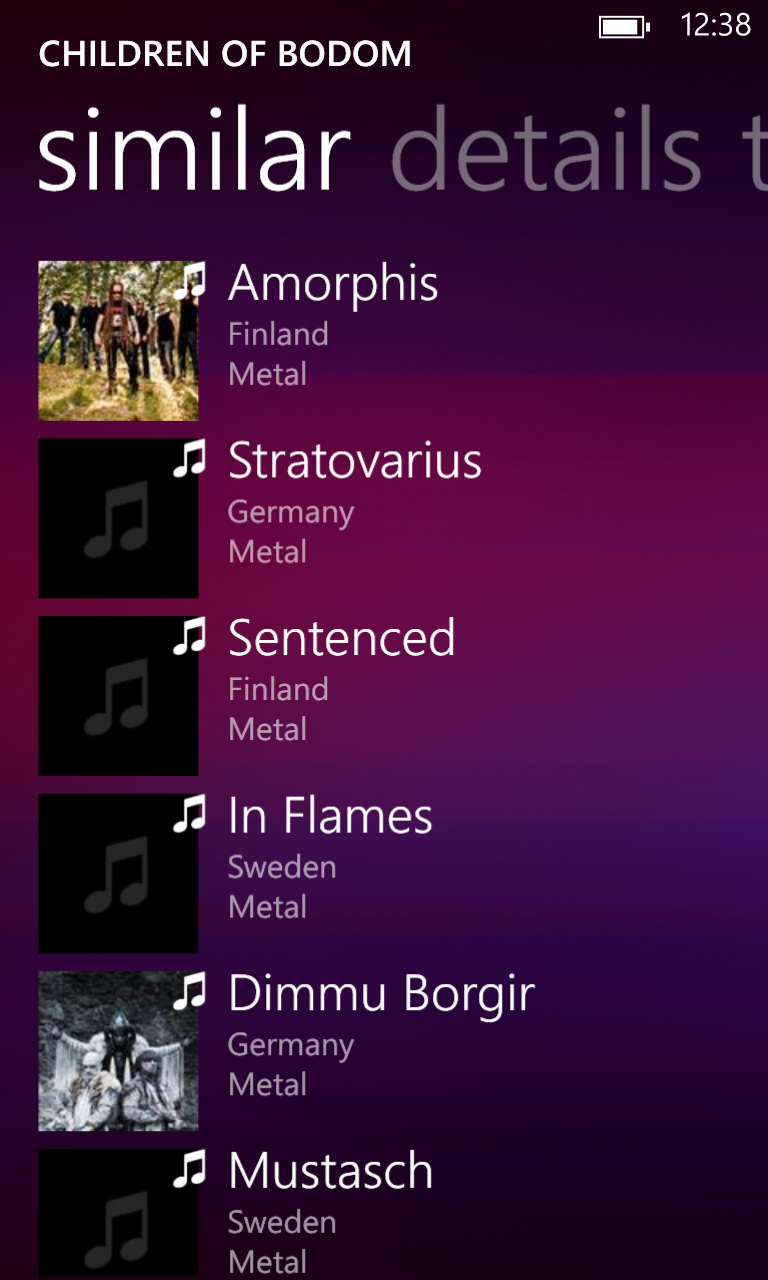 12:38
CHILDREN OF BODOM
similar details t
Amorphis
Finland
Metal
Stratovarius
Germany
Metal
Sentenced
Finland
Metal
In Flames
Sweden
Metal
Dimmu Borgir
Germany
Metal
Mustasch
Sweden
Metal